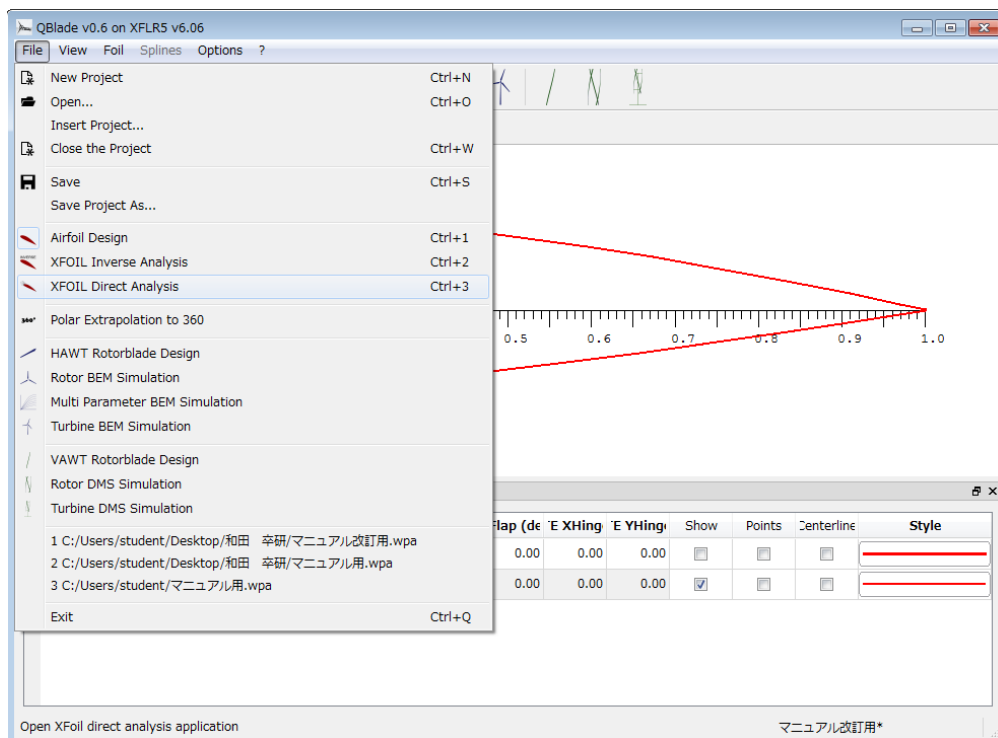 QBlade v0.6 on XFLR5 v6.06
File View Foil Splines Options ?
New Project Ctrl+N
Open... Ctrl+O
Insert Project...
Close the Project Ctrl+W
Save Ctrl+S
Save Project As...
Airfoil Design Ctrl+1
XFOIL Inverse Analysis Ctrl+2
XFOIL Direct Analysis Ctrl+3
Polar Extrapolation to 360
HAWT Rotorblade Design
Rotor BEM Simulation
Multi Parameter BEM Simulation
Turbine BEM Simulation
VAWT Rotorblade Design
Rotor DMS Simulation
Turbine DMS Simulation
1 C:/Users/student/Desktop/和田　卒研/マニュアル改訂用.wpa
2 C:/Users/student/Desktop/和田　卒研/マニュアル用.wpa
3 C:/Users/student/マニュアル用.wpa
Exit Ctrl+Q
0.5 0.6 0.7 0.8 0.9 1.0
Flap (de E XHing E YHing Show Points Centerline Style
0.00 0.00 0.00
0.00 0.00 0.00
Open XFoil direct analysis application
マニュアル改訂用*